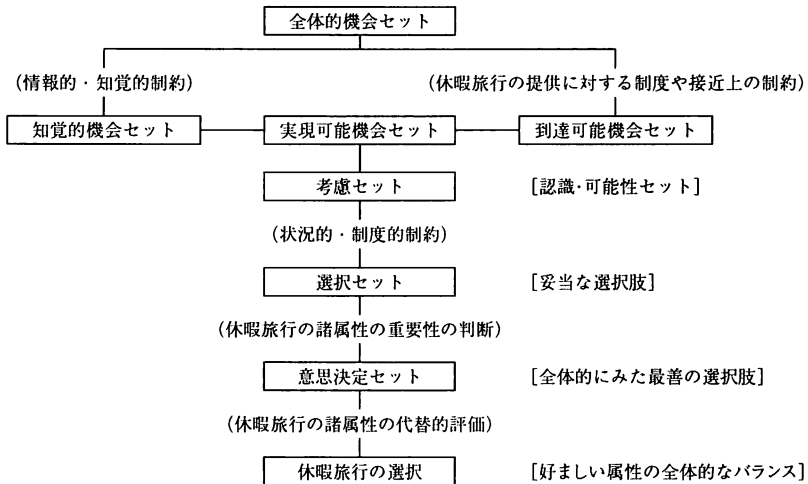 全体的機会セット
(情報的・知覚的制約)
(休暇旅行の提供に対する制度や接近上の制約)
知覚的機会セット
実現可能機会セット
到達可能機会セット
考慮セット
[認識・可能性セット]
(状況的・制度的制約)
選択セット
[妥当な選択肢]
(休暇旅行の諸属性の重要性の判断)
意思決定セット
[全体的にみた最善の選択肢]
(休暇旅行の諸属性の代替的評価)
休暇旅行の選択
[好ましい属性の全体的なバランス]